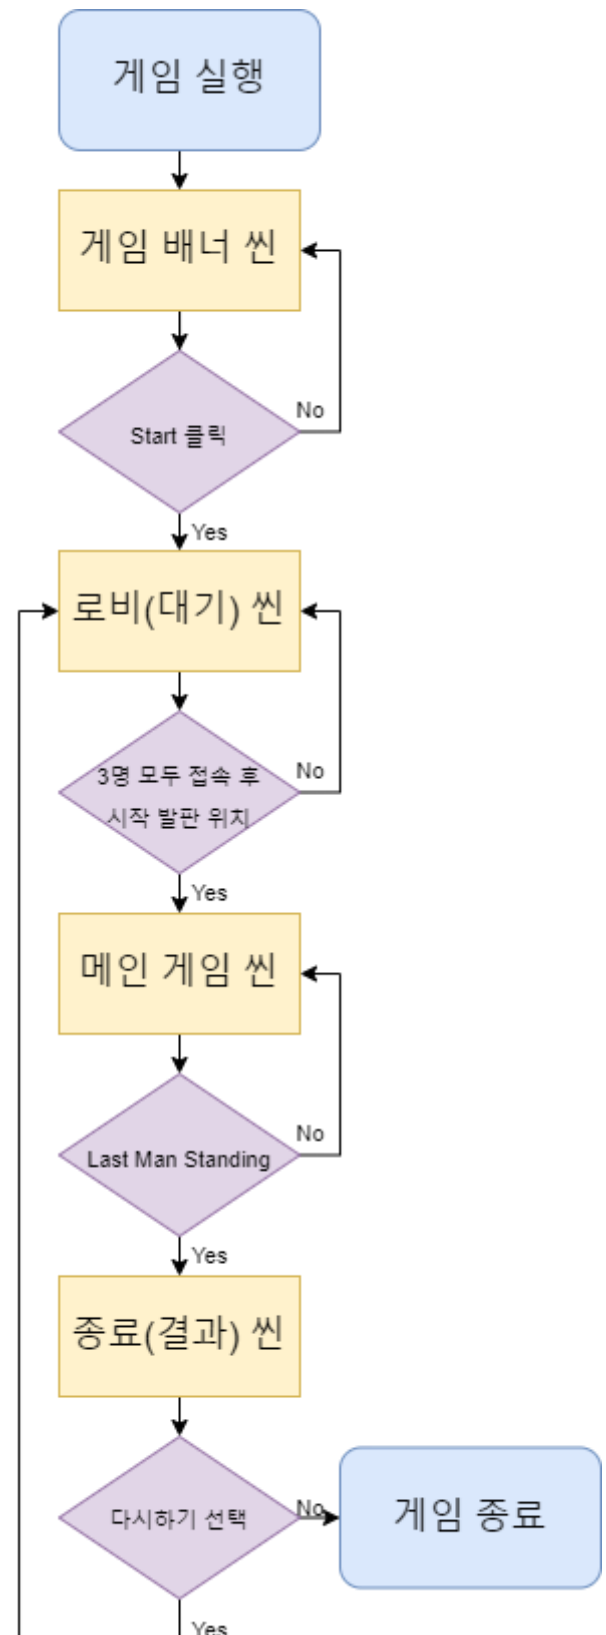 게임 실행
게임 배너 씬
No
Start 클릭
Yes
로비(대기) 씬
No
3명 모두 접속 후
시작 발판 위치
Yes
메인 게임 씬
No
Last Man Standing
Yes
종료(결과) 씬
다시하기 선택
No
게임 종료
Yes